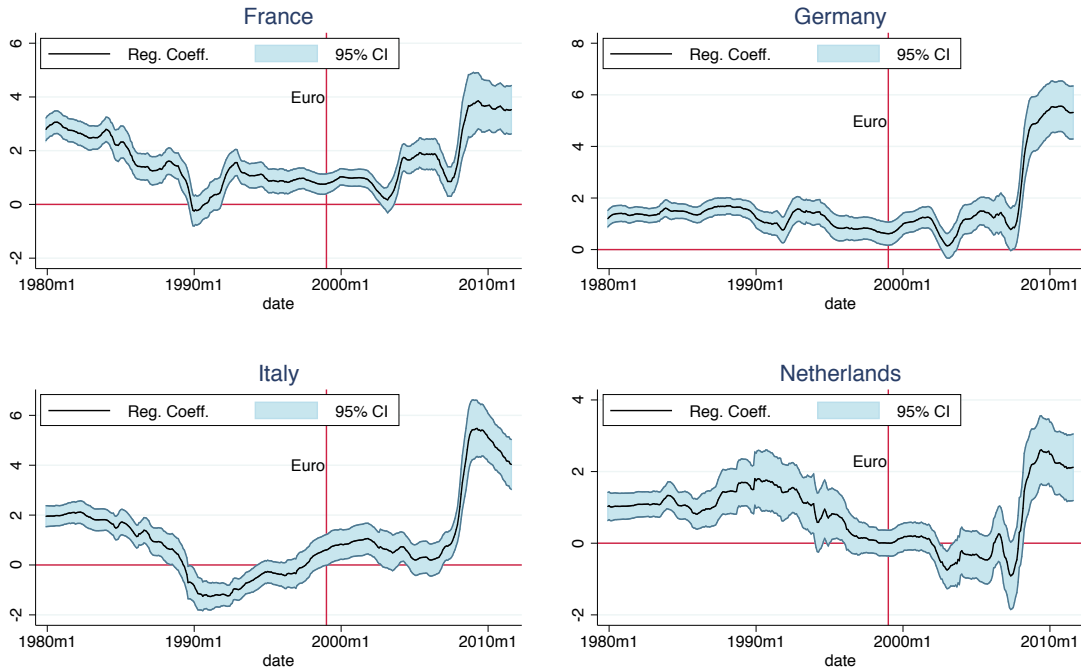 France
Reg. Coeff. 95% CI
Euro
6
4
2
0
-2
1980m1 1990m1 2000m1 2010m1
date
Germany
Reg. Coeff. 95% CI
Euro
8
6
4
2
0
1980m1 1990m1 2000m1 2010m1
date
Italy
Reg. Coeff. 95% CI
Euro
6
4
2
0
-2
1980m1 1990m1 2000m1 2010m1
date
Netherlands
Reg. Coeff. 95% CI
Euro
4
2
0
-2
1980m1 1990m1 2000m1 2010m1
date